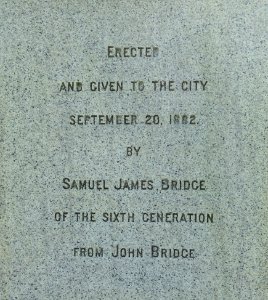 Erected
and given to the city
September 20, 1882.
by
Samuel James Bridge
of the sixth generation
from John Bridge